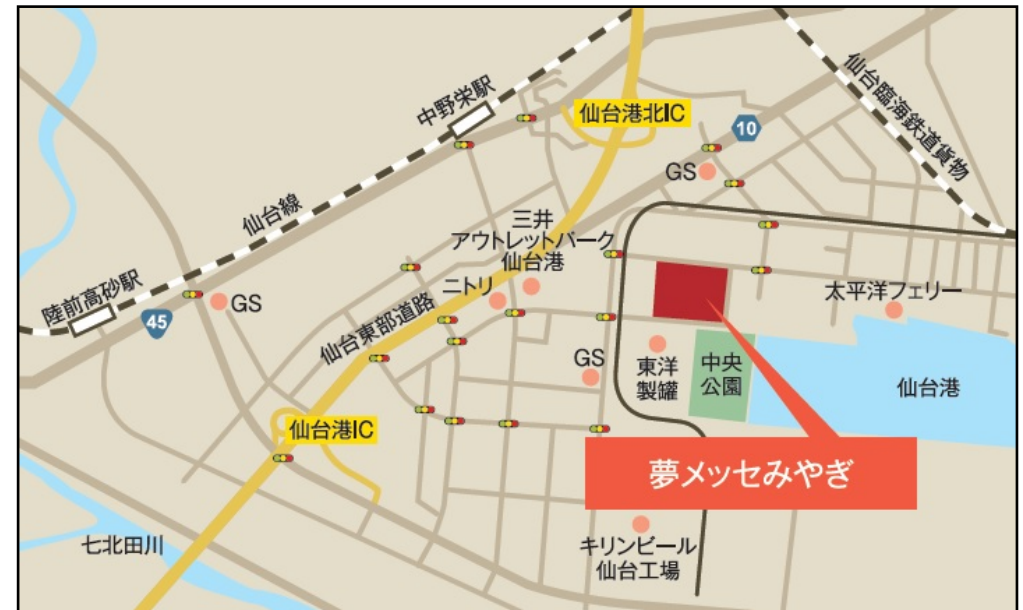 中野栄駅
仙台港北IC
10
仙台臨海鉄道貨物
GS
仙台線
三井
アウトレットパーク
仙台港
ニトリ
太平洋フェリー
陸前高砂駅
45
GS
仙台東部道路
GS
東洋
製罐
中央
公園
仙台港
仙台港IC
夢メッセみやぎ
七北田川
キリンビール
仙台工場